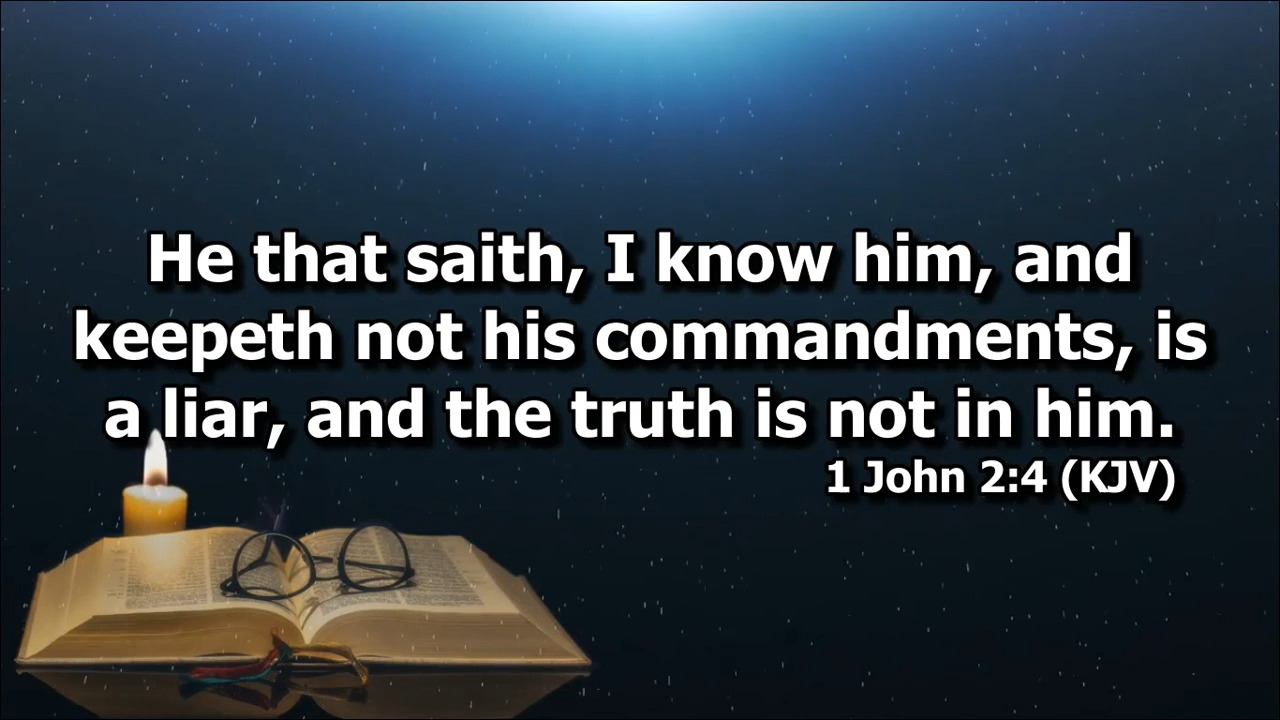 He that saith, I know him, and
keepeth not his commandments, is
a liar, and the truth is not in him.
1 John 2:4 (KJV)